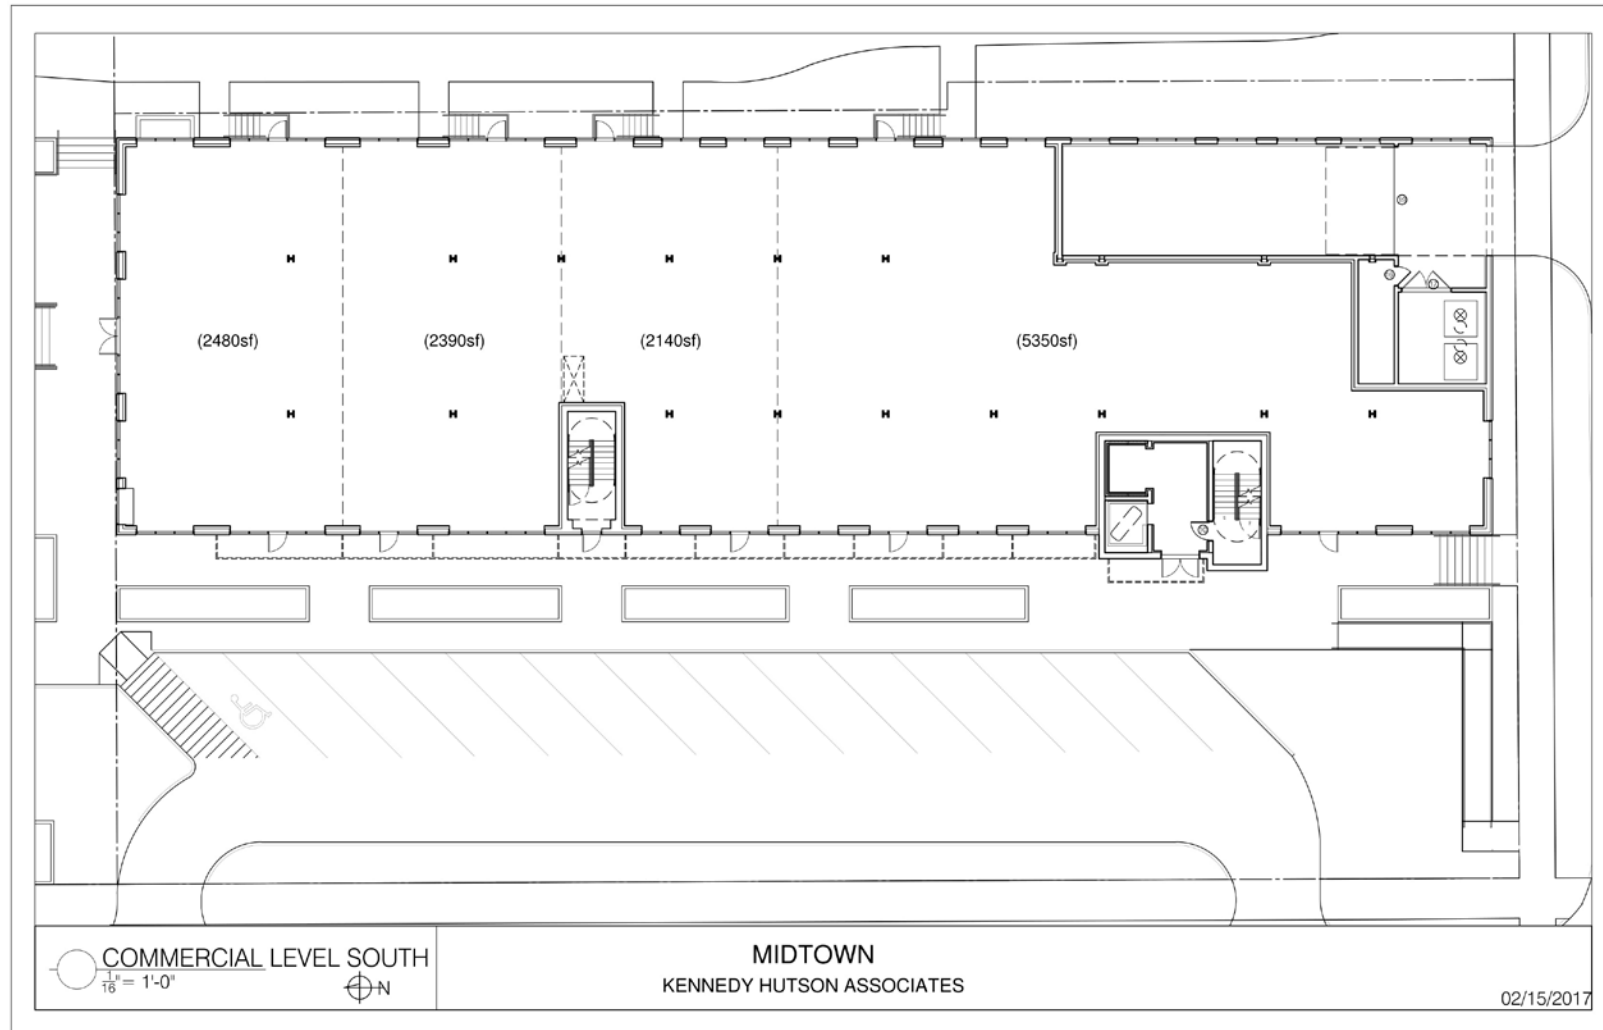 (2480sf)
(2390sf)
(2140sf)
(5350sf)
COMMERCIAL LEVEL SOUTH
1/16" = 1'-0"
N
MIDTOWN
KENNEDY HUTSON ASSOCIATES
02/15/2017